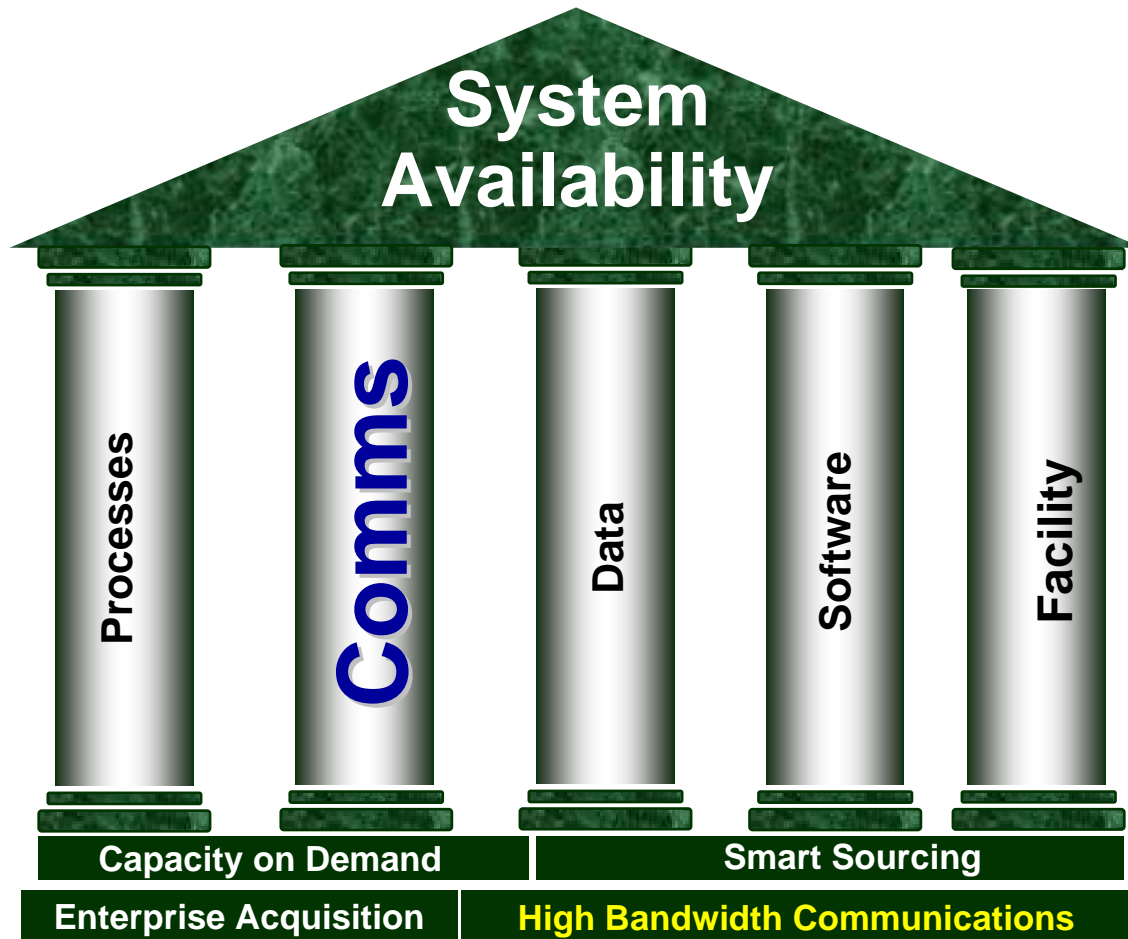 System
Availability
Processes
Comms
Data
Software
Facility
Capacity on Demand
Smart Sourcing
Enterprise Acquisition
High Bandwidth Communications